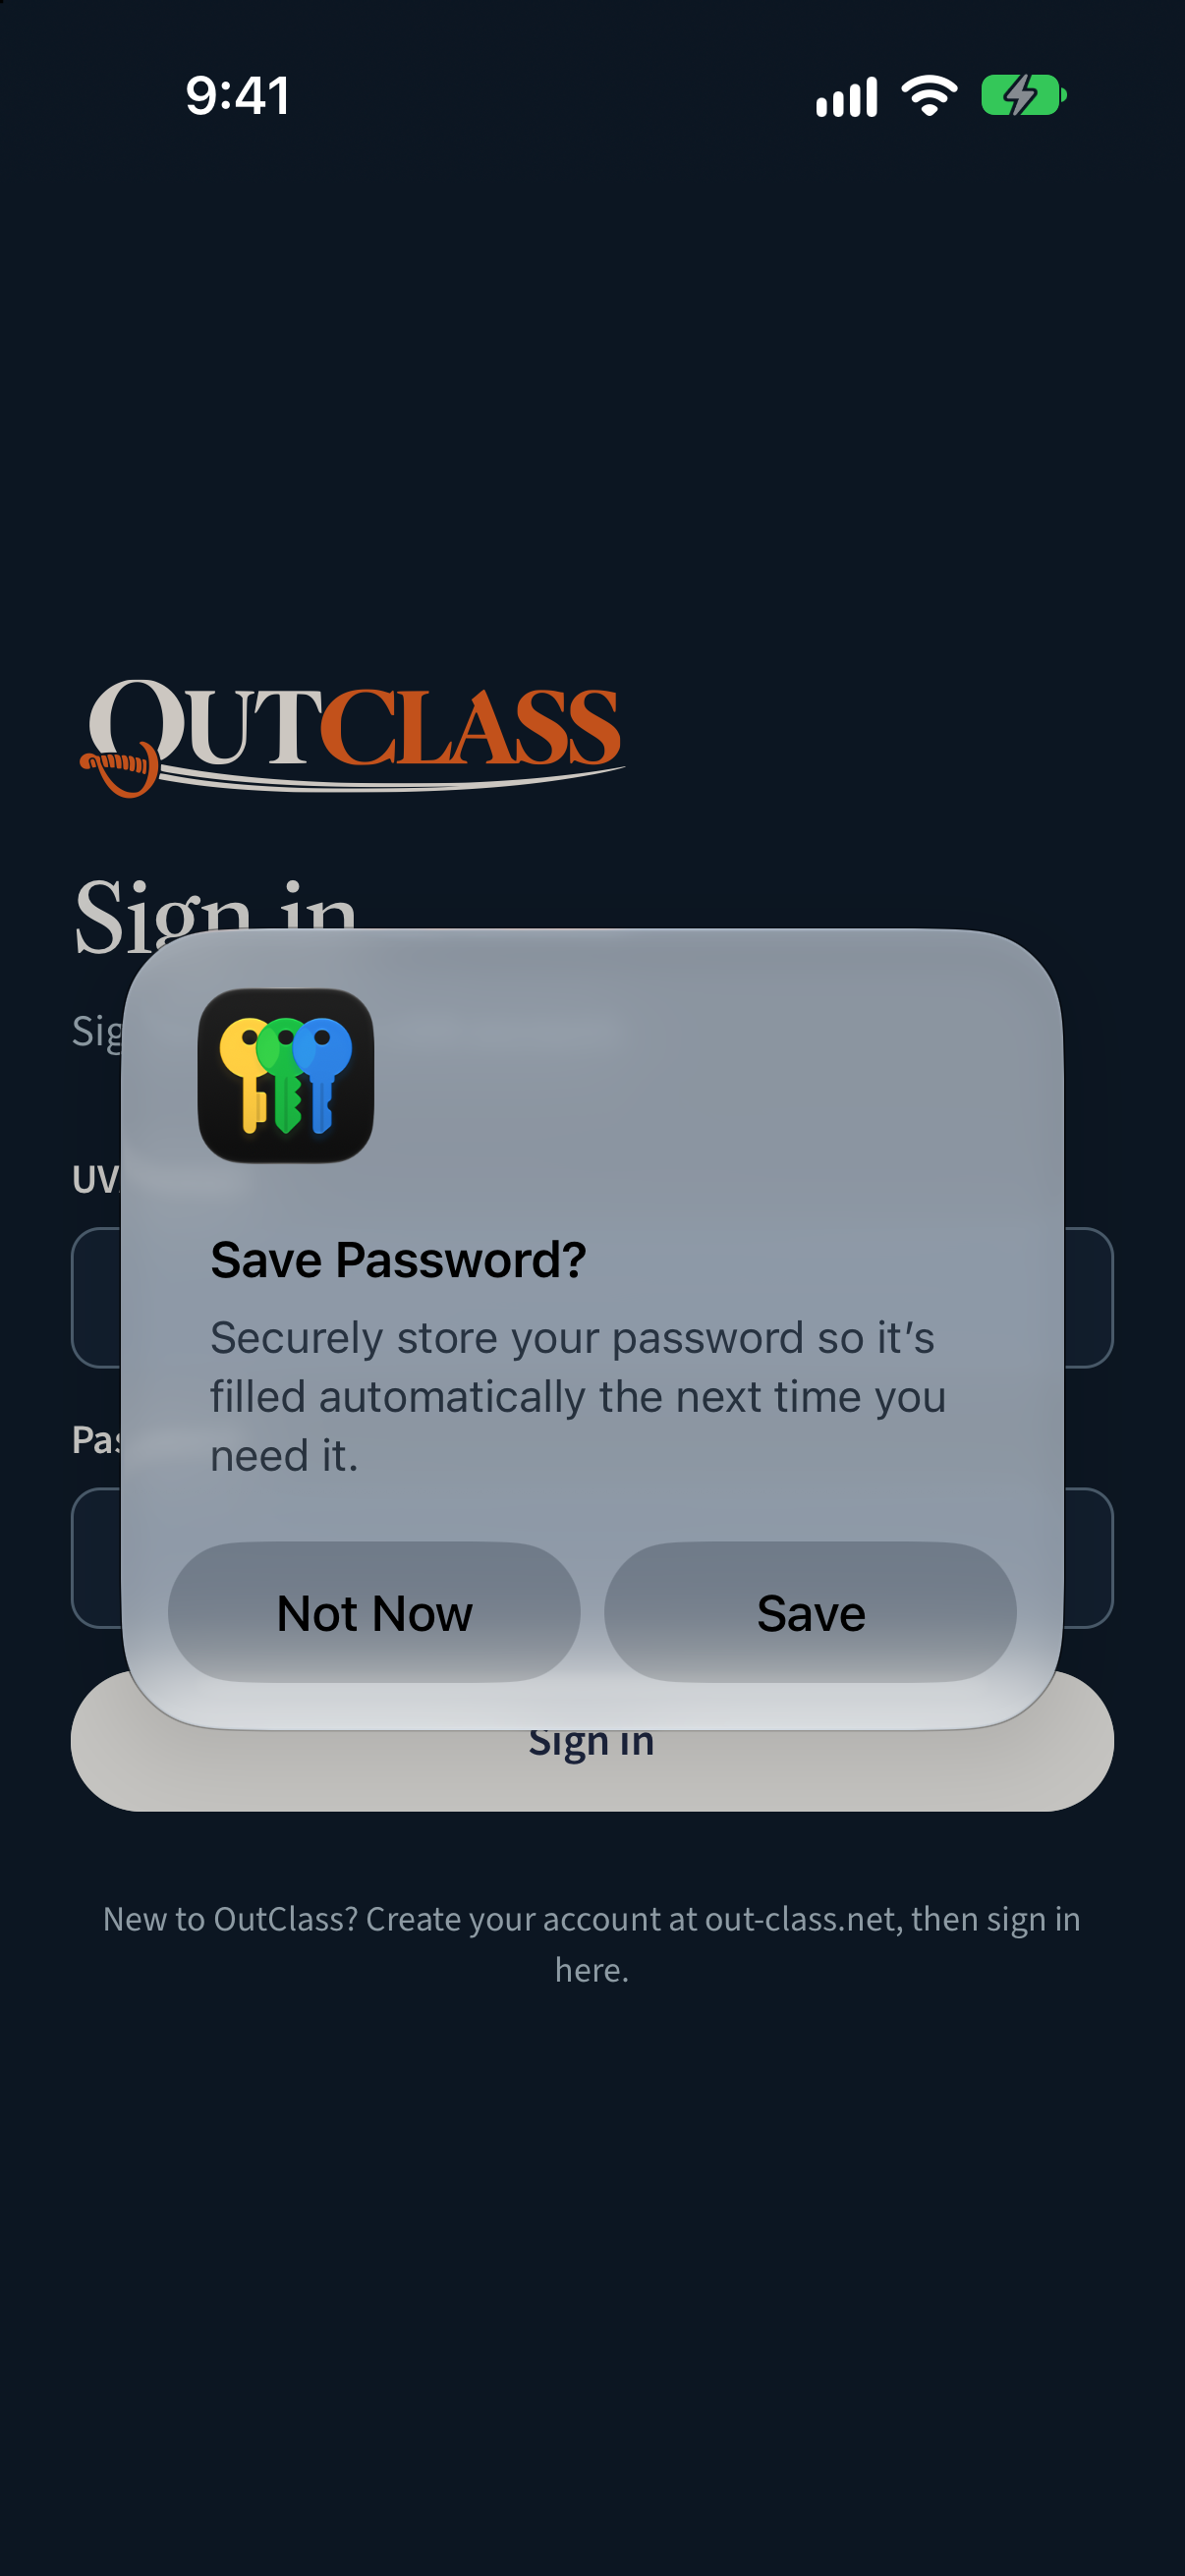 9:41
OUTCLASS
Sign in
Save Password?
Securely store your password so it's
filled automatically the next time you
need it.
Not Now
Save
Sign in
New to OutClass? Create your account at out-class.net, then sign in
here.